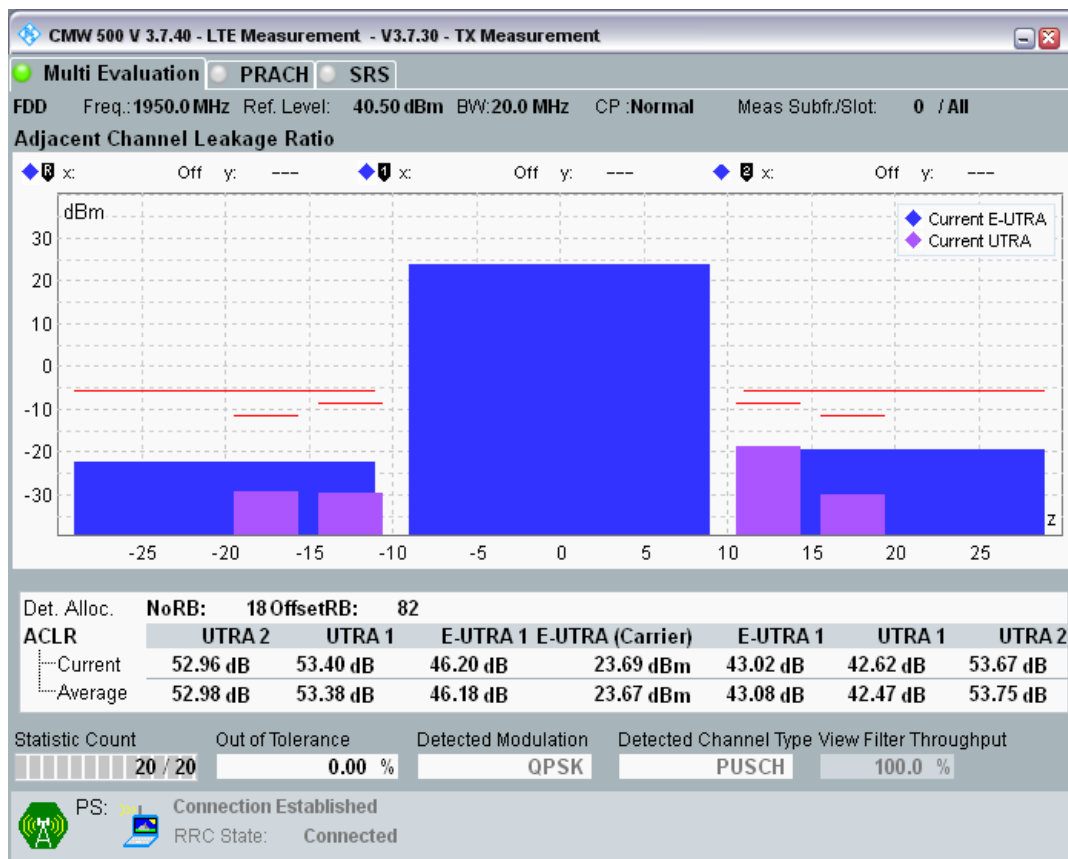 CMW 500 V 3.7.40 - LTE Measurement - V3.7.30 - TX Measurement
Multi Evaluation PRACH SRS
FDD Freq.:1950.0 MHz Ref. Level: 40.50 dBm BW:20.0 MHz CP :Normal Meas Subfr./Slot: 0 / All
Adjacent Channel Leakage Ratio
R x: Off y: --- 1 x: Off y: --- 2 x: Off y: ---
dBm
Current E-UTRA
Current UTRA
30
20
10
0
-10
-20
-30
z
-25 -20 -15 -10 -5 0 5 10 15 20 25
Det. Alloc. NoRB: 18 OffsetRB: 82
ACLR UTRA 2 UTRA 1 E-UTRA 1 E-UTRA (Carrier) E-UTRA 1 UTRA 1 UTRA 2
Current 52.96 dB 53.40 dB 46.20 dB 23.69 dBm 43.02 dB 42.62 dB 53.67 dB
Average 52.98 dB 53.38 dB 46.18 dB 23.67 dBm 43.08 dB 42.47 dB 53.75 dB
Statistic Count Out of Tolerance Detected Modulation Detected Channel Type View Filter Throughput
20 / 20 0.00 % QPSK PUSCH 100.0 %
PS: Connection Established
RRC State: Connected